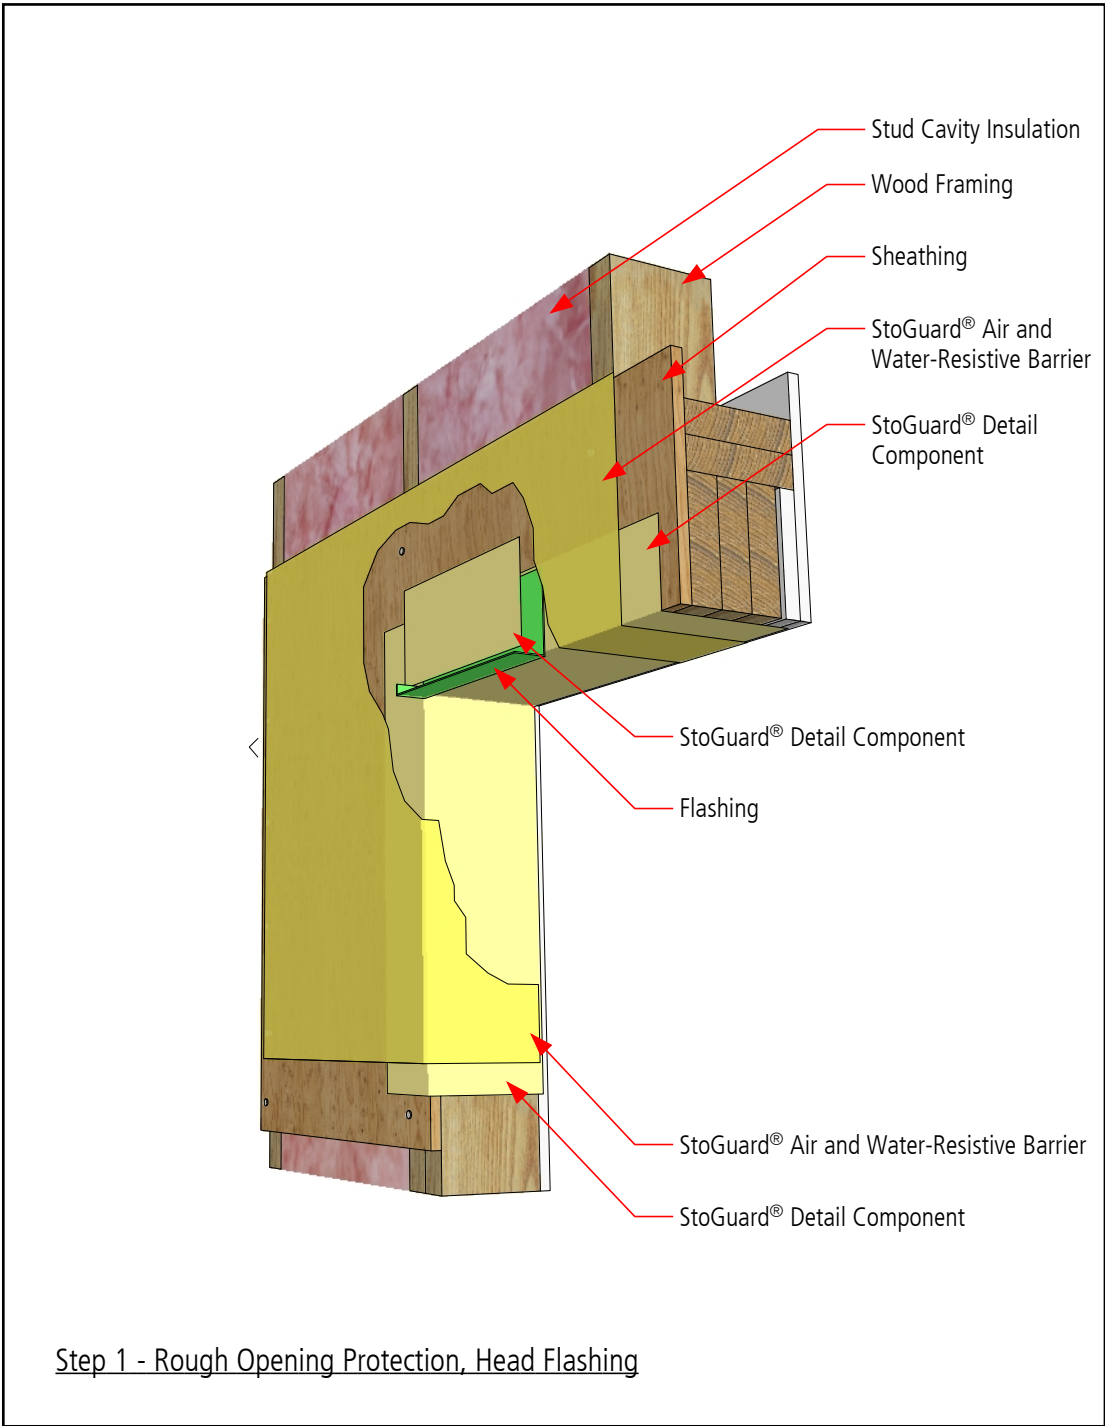 Stud Cavity Insulation
Wood Framing
Sheathing
StoGuard® Air and
Water-Resistive Barrier
StoGuard® Detail
Component
StoGuard® Detail Component
Flashing
StoGuard® Air and Water-Resistive Barrier
StoGuard® Detail Component
Step 1 - Rough Opening Protection, Head Flashing